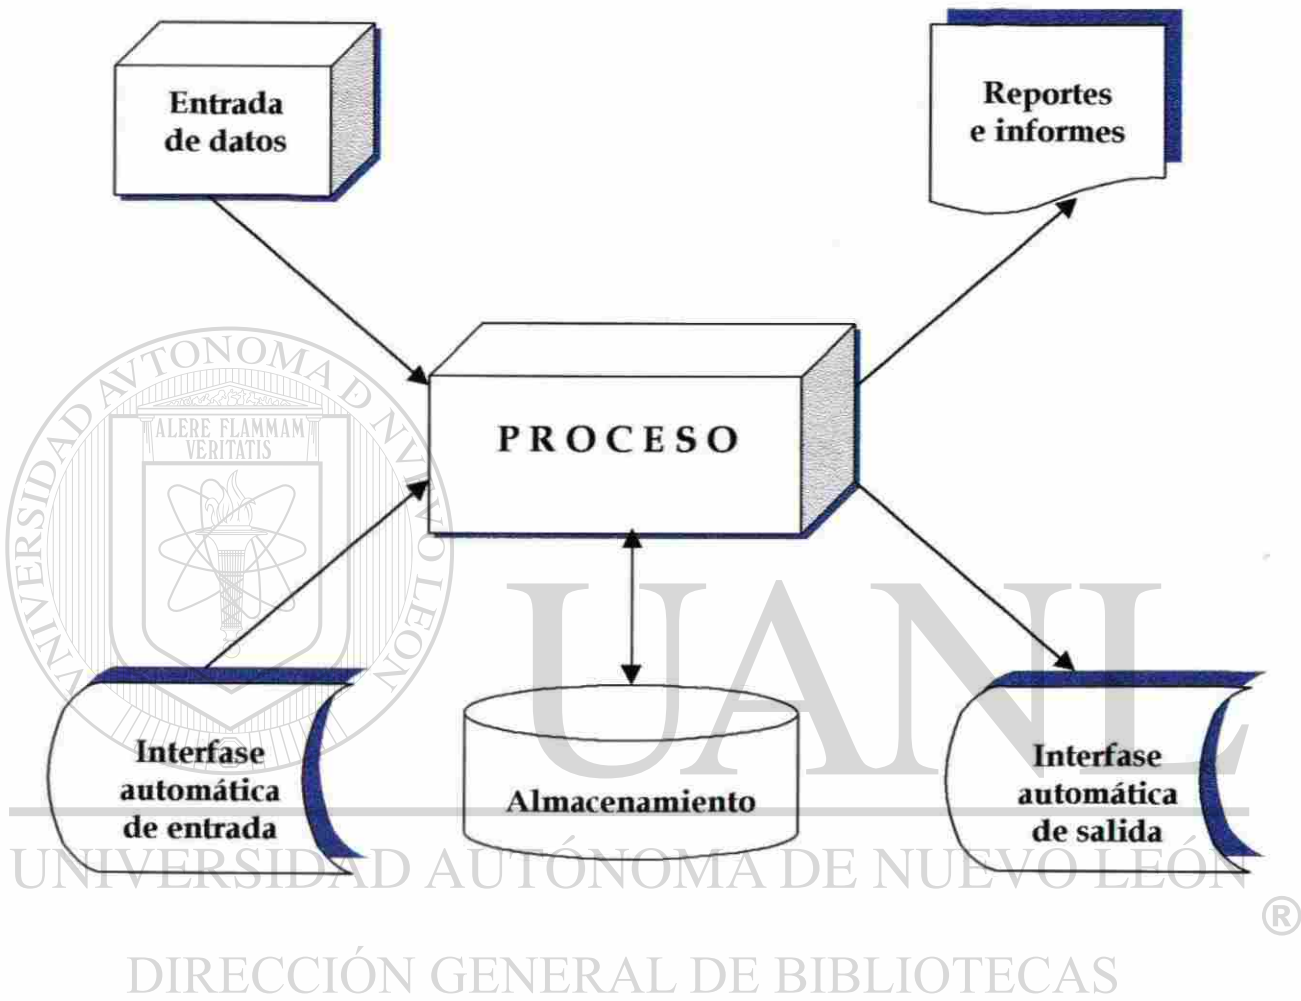 Entrada
de datos
Reportes
e informes
PROCESO
UNIVERSIDAD AUTONOMA D NUEVO LEON
ALERE FLAMMAM
VERITATIS
UANL
Interfase
automática
de entrada
Almacenamiento
Interfase
automática
de salida
UNIVERSIDAD AUTÓNOMA DE NUEVO LEÓN
®
DIRECCIÓN GENERAL DE BIBLIOTECAS